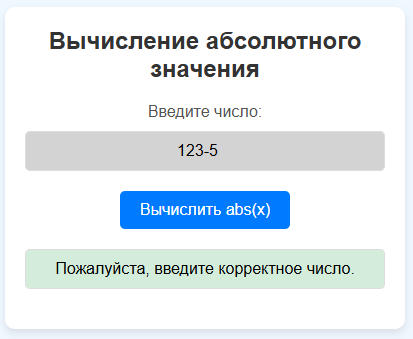 Вычисление абсолютного
значения
Введите число:
123-5
Вычислить abs(x)
Пожалуйста, введите корректное число.